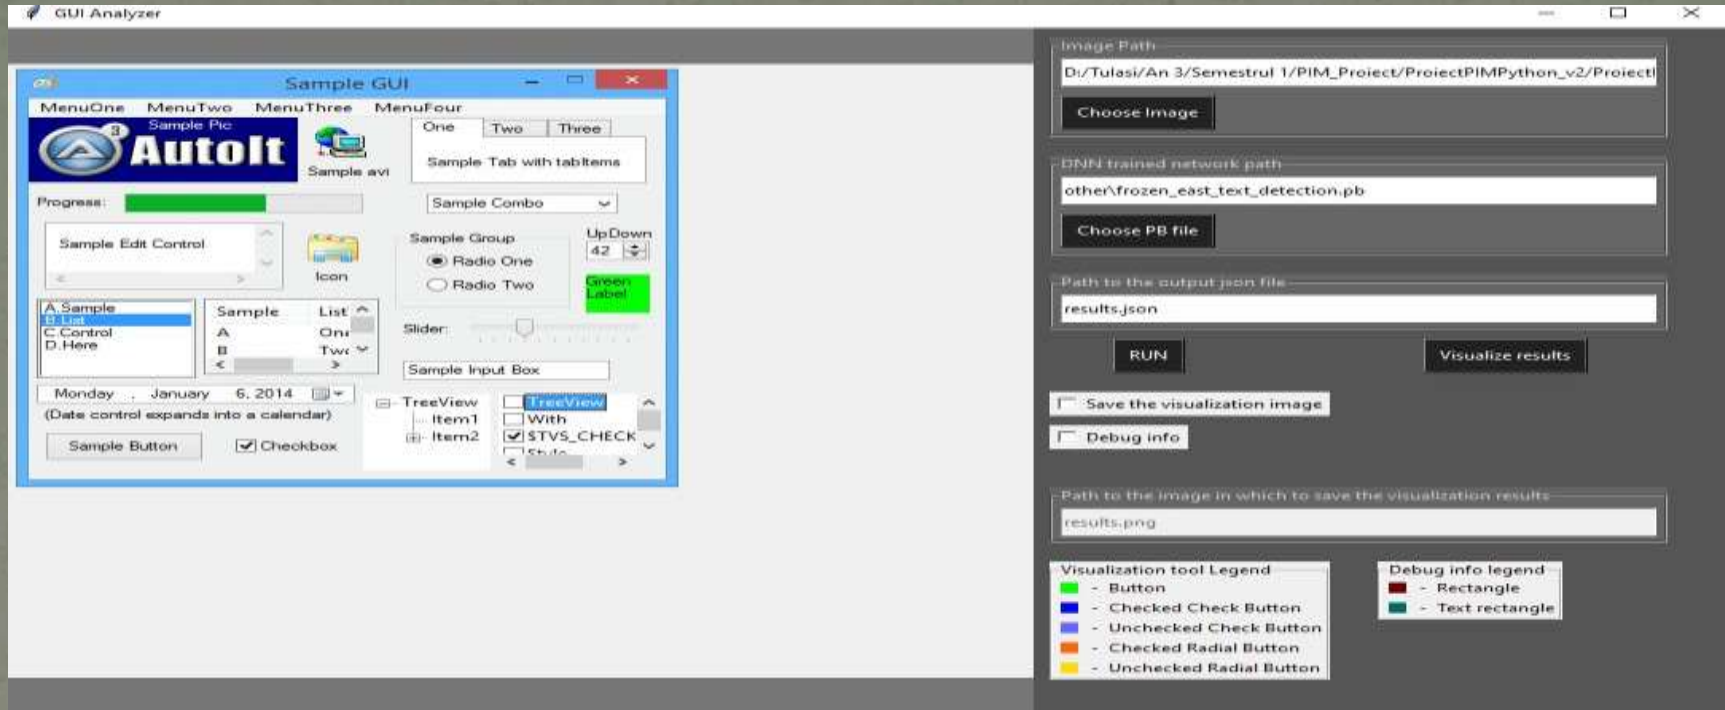 GUI Analyzer
Sample GUI
MenuOne MenuTwo MenuThree MenuFour
Sample Pic
3
AutoIt
Sample avi
One Two Three
Sample Tab with tabItems
Progress:
Sample Combo
Sample Edit Control
Icon
Sample Group
Radio One
Radio Two
UpDown
42
Green
Label
A.Sample
B.List
C.Control
D.Here
Sample List
A One
B Two
Slider:
Sample Input Box
Monday , January 6, 2014
(Date control expands into a calendar)
Sample Button
Checkbox
TreeView
Item1
Item2
TreeView
With
$TVS_CHECK
Style
Image Path
D:/Tulasi/An 3/Semestrul 1/PIM_Proiect/ProiectPIMPython_v2/Proiect
Choose Image
DNN trained network path
other\frozen_east_text_detection.pb
Choose PB file
Path to the output json file
results.json
RUN
Visualize results
Save the visualization image
Debug info
Path to the image in which to save the visualization results
results.png
Visualization tool Legend
- Button
- Checked Check Button
- Unchecked Check Button
- Checked Radial Button
- Unchecked Radial Button
Debug info legend
- Rectangle
- Text rectangle